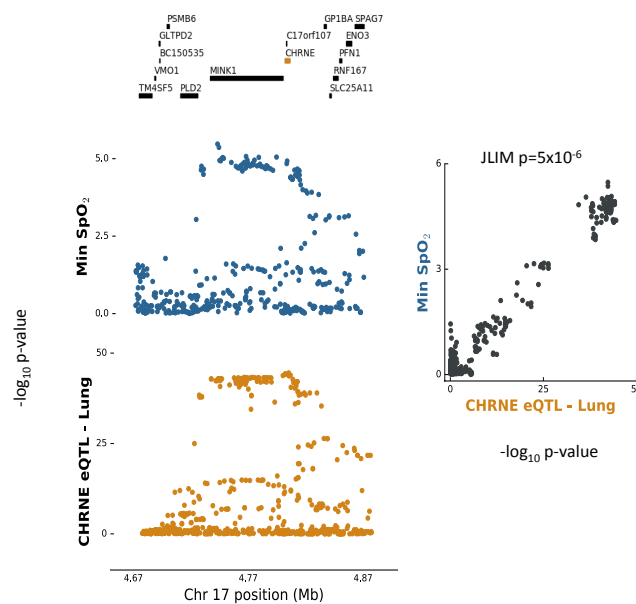 GP1BA SPAG7
PSMB6
GLTPD2
C17orf107 ENO3
BC150535
CHRNE PFN1
VMO1
MINK1
RNF167
TM4SF5
PLD2
SLC25A11
5.0
2.5
0.0
Min SpO₂
50
25
0
CHRNE eQTL - Lung
-log₁₀ p-value
4.67
4.77
4.87
Chr 17 position (Mb)
JLIM p=5x10⁻⁶
6
3
0
Min SpO₂
0
25
5
CHRNE eQTL - Lung
-log₁₀ p-value